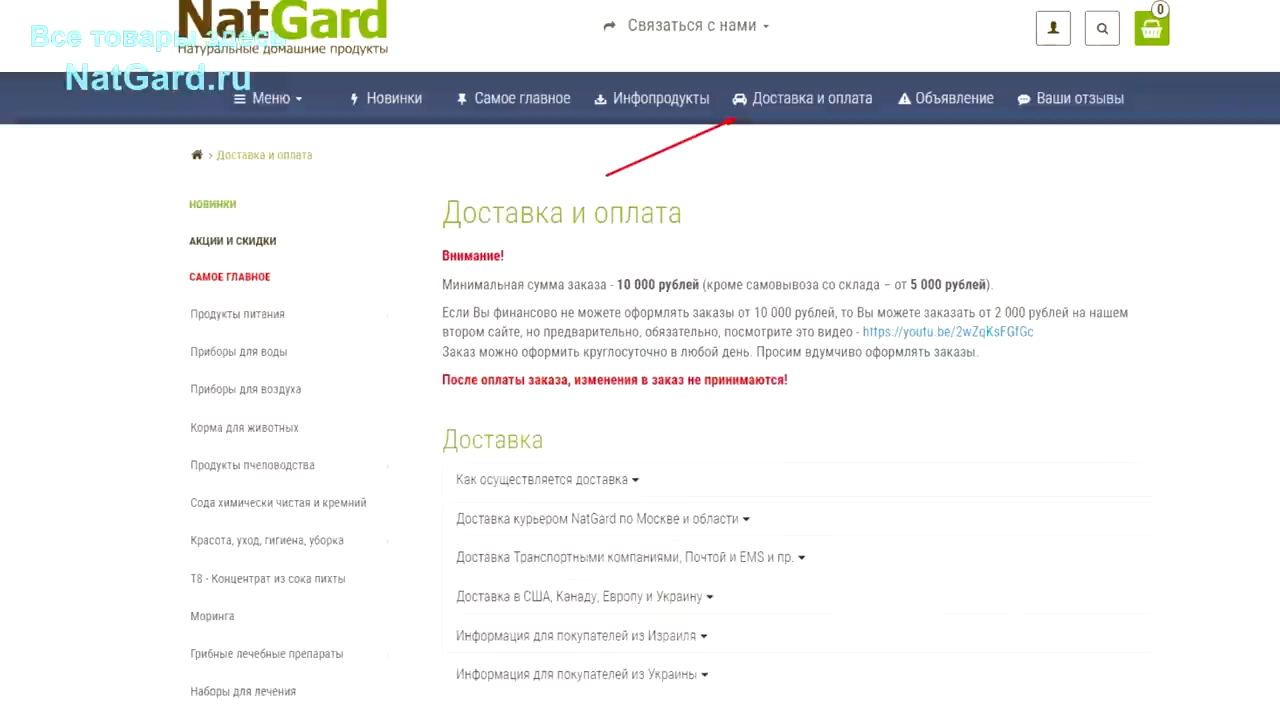 NatGard
Натуральные домашние продукты
Все товары здесь
NatGard.ru
Связаться с нами
0
Меню
Новинки
Самое главное
Инфопродукты
Доставка и оплата
Объявление
Ваши отзывы
> Доставка и оплата
НОВИНКИ
АКЦИИ И СКИДКИ
САМОЕ ГЛАВНОЕ
Продукты питания
Приборы для воды
Приборы для воздуха
Корма для животных
Продукты пчеловодства
Сода химически чистая и кремний
Красота, уход, гигиена, уборка
Т8 - Концентрат из сока пихты
Моринга
Грибные лечебные препараты
Наборы для лечения
Доставка и оплата
Внимание!
Минимальная сумма заказа - 10 000 рублей (кроме самовывоза со склада – от 5 000 рублей).
Если Вы финансово не можете оформлять заказы от 10 000 рублей, то Вы можете заказать от 2 000 рублей на нашем
втором сайте, но предварительно, обязательно, посмотрите это видео - https://youtu.be/2wZqKsFGfGc
Заказ можно оформить круглосуточно в любой день. Просим вдумчиво оформлять заказы.
После оплаты заказа, изменения в заказ не принимаются!
Доставка
Как осуществляется доставка
Доставка курьером NatGard по Москве и области
Доставка Транспортными компаниями, Почтой и EMS и пр.
Доставка в США, Канаду, Европу и Украину
Информация для покупателей из Израиля
Информация для покупателей из Украины